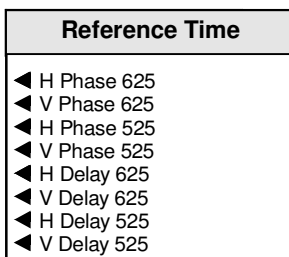 Reference Time
◄ H Phase 625
◄ V Phase 625
◄ H Phase 525
◄ V Phase 525
◄ H Delay 625
◄ V Delay 625
◄ H Delay 525
◄ V Delay 525